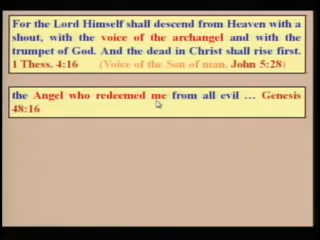 For the Lord Himself shall descend from Heaven with a
shout, with the voice of the archangel and with the
trumpet of God. And the dead in Christ shall rise first.
1 Thess. 4:16 (Voice of the Son of man. John 5:28)
the Angel who redeemed me from all evil ... Genesis
48:16